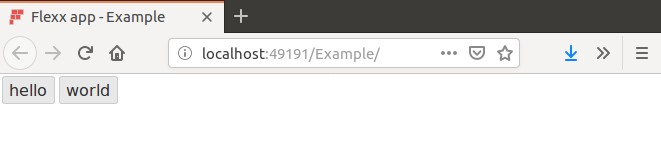 Flexx app - Example
localhost:49191/Example/
hello world